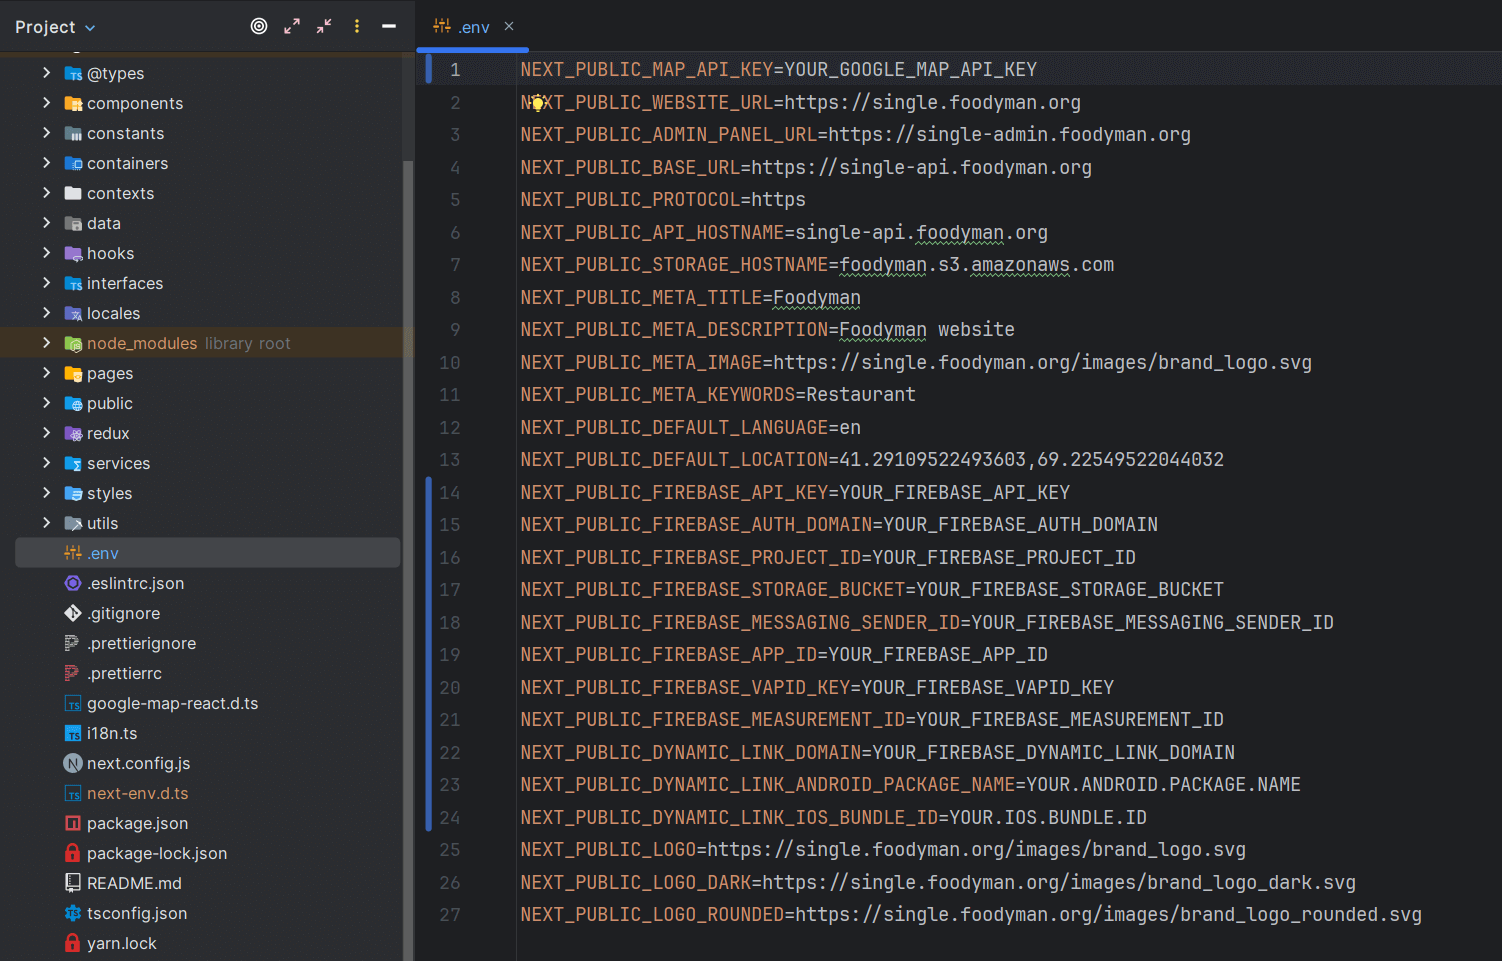 Project
.env
@types
components
constants
containers
contexts
data
hooks
interfaces
locales
node_modules library root
pages
public
redux
services
styles
utils
.env
.eslintrc.json
.gitignore
.prettierignore
.prettierrc
google-map-react.d.ts
i18n.ts
next.config.js
next-env.d.ts
package.json
package-lock.json
README.md
tsconfig.json
yarn.lock
1 NEXT_PUBLIC_MAP_API_KEY=YOUR_GOOGLE_MAP_API_KEY
2 NEXT_PUBLIC_WEBSITE_URL=https://single.foodyman.org
3 NEXT_PUBLIC_ADMIN_PANEL_URL=https://single-admin.foodyman.org
4 NEXT_PUBLIC_BASE_URL=https://single-api.foodyman.org
5 NEXT_PUBLIC_PROTOCOL=https
6 NEXT_PUBLIC_API_HOSTNAME=single-api.foodyman.org
7 NEXT_PUBLIC_STORAGE_HOSTNAME=foodyman.s3.amazonaws.com
8 NEXT_PUBLIC_META_TITLE=Foodyman
9 NEXT_PUBLIC_META_DESCRIPTION=Foodyman website
10 NEXT_PUBLIC_META_IMAGE=https://single.foodyman.org/images/brand_logo.svg
11 NEXT_PUBLIC_META_KEYWORDS=Restaurant
12 NEXT_PUBLIC_DEFAULT_LANGUAGE=en
13 NEXT_PUBLIC_DEFAULT_LOCATION=41.29109522493603,69.22549522044032
14 NEXT_PUBLIC_FIREBASE_API_KEY=YOUR_FIREBASE_API_KEY
15 NEXT_PUBLIC_FIREBASE_AUTH_DOMAIN=YOUR_FIREBASE_AUTH_DOMAIN
16 NEXT_PUBLIC_FIREBASE_PROJECT_ID=YOUR_FIREBASE_PROJECT_ID
17 NEXT_PUBLIC_FIREBASE_STORAGE_BUCKET=YOUR_FIREBASE_STORAGE_BUCKET
18 NEXT_PUBLIC_FIREBASE_MESSAGING_SENDER_ID=YOUR_FIREBASE_MESSAGING_SENDER_ID
19 NEXT_PUBLIC_FIREBASE_APP_ID=YOUR_FIREBASE_APP_ID
20 NEXT_PUBLIC_FIREBASE_VAPID_KEY=YOUR_FIREBASE_VAPID_KEY
21 NEXT_PUBLIC_FIREBASE_MEASUREMENT_ID=YOUR_FIREBASE_MEASUREMENT_ID
22 NEXT_PUBLIC_DYNAMIC_LINK_DOMAIN=YOUR_FIREBASE_DYNAMIC_LINK_DOMAIN
23 NEXT_PUBLIC_DYNAMIC_LINK_ANDROID_PACKAGE_NAME=YOUR.ANDROID.PACKAGE.NAME
24 NEXT_PUBLIC_DYNAMIC_LINK_IOS_BUNDLE_ID=YOUR.IOS.BUNDLE.ID
25 NEXT_PUBLIC_LOGO=https://single.foodyman.org/images/brand_logo.svg
26 NEXT_PUBLIC_LOGO_DARK=https://single.foodyman.org/images/brand_logo_dark.svg
27 NEXT_PUBLIC_LOGO_ROUNDED=https://single.foodyman.org/images/brand_logo_rounded.svg